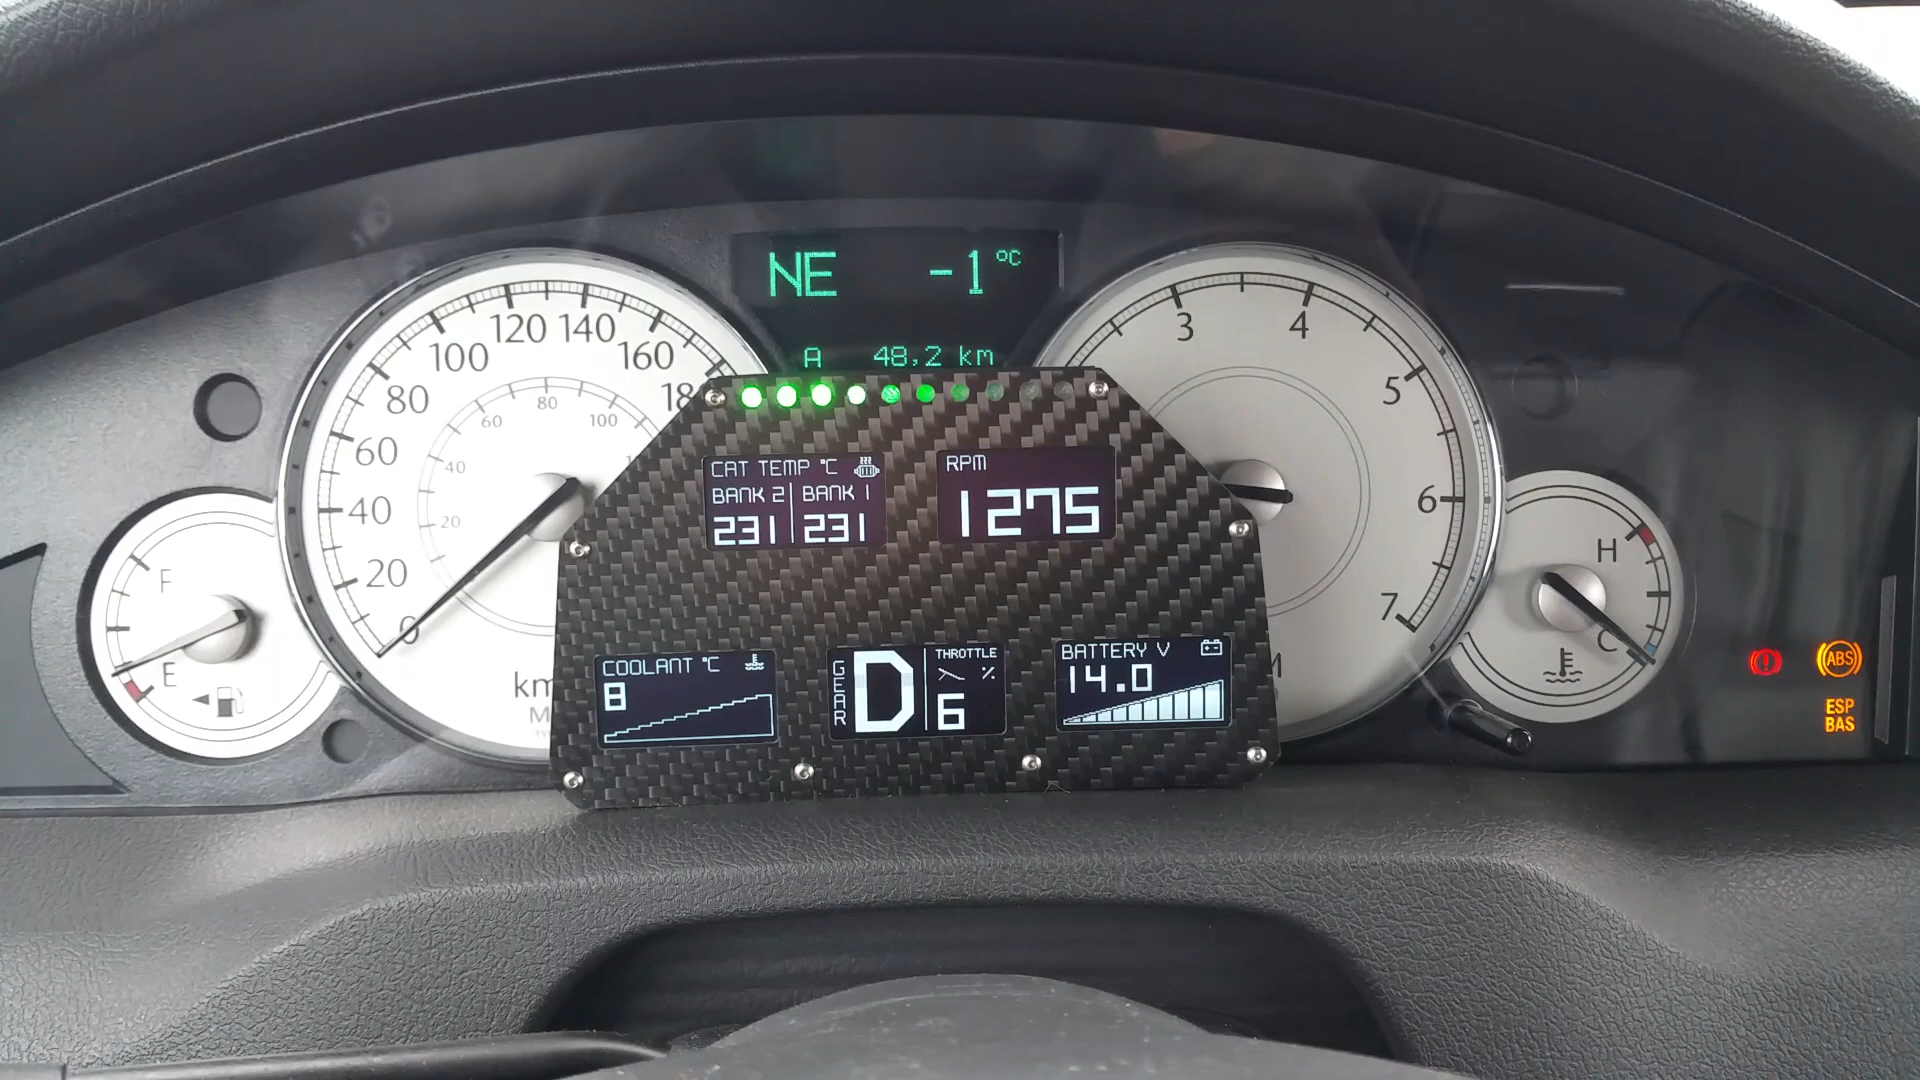 NE -1 °C
A 48,2 km
0 20 40 60 80 100 120 140 160
20 40 60 80 100
km
3 4 5 6 7
F
E
H
C
CAT TEMP °C
BANK 2 BANK 1
231 231
RPM
1275
COOLANT °C
8
GEAR
D
THROTTLE
%
6
BATTERY V
14.0
ABS
ESP
BAS